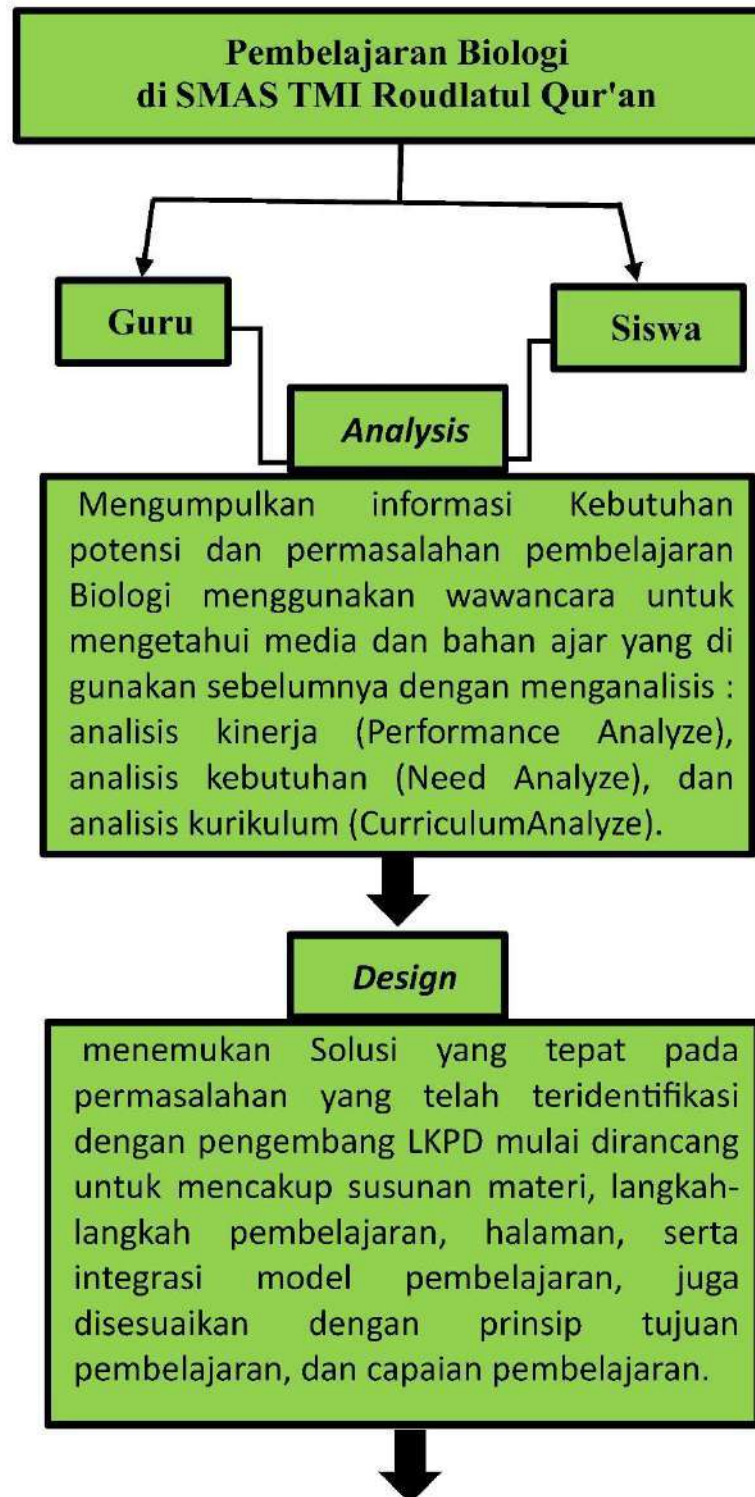 Pembelajaran Biologi
di SMAS TMI Roudlatul Qur'an
Guru
Siswa
Analysis
Mengumpulkan informasi Kebutuhan
potensi dan permasalahan pembelajaran
Biologi menggunakan wawancara untuk
mengetahui media dan bahan ajar yang di
gunakan sebelumnya dengan menganalisis :
analisis kinerja (Performance Analyze),
analisis kebutuhan (Need Analyze), dan
analisis kurikulum (CurriculumAnalyze).
Design
menemukan Solusi yang tepat pada
permasalahan yang telah teridentifikasi
dengan pengembang LKPD mulai dirancang
untuk mencakup susunan materi, langkah-
langkah pembelajaran, halaman, serta
integrasi model pembelajaran, juga
disesuaikan dengan prinsip tujuan
pembelajaran, dan capaian pembelajaran.